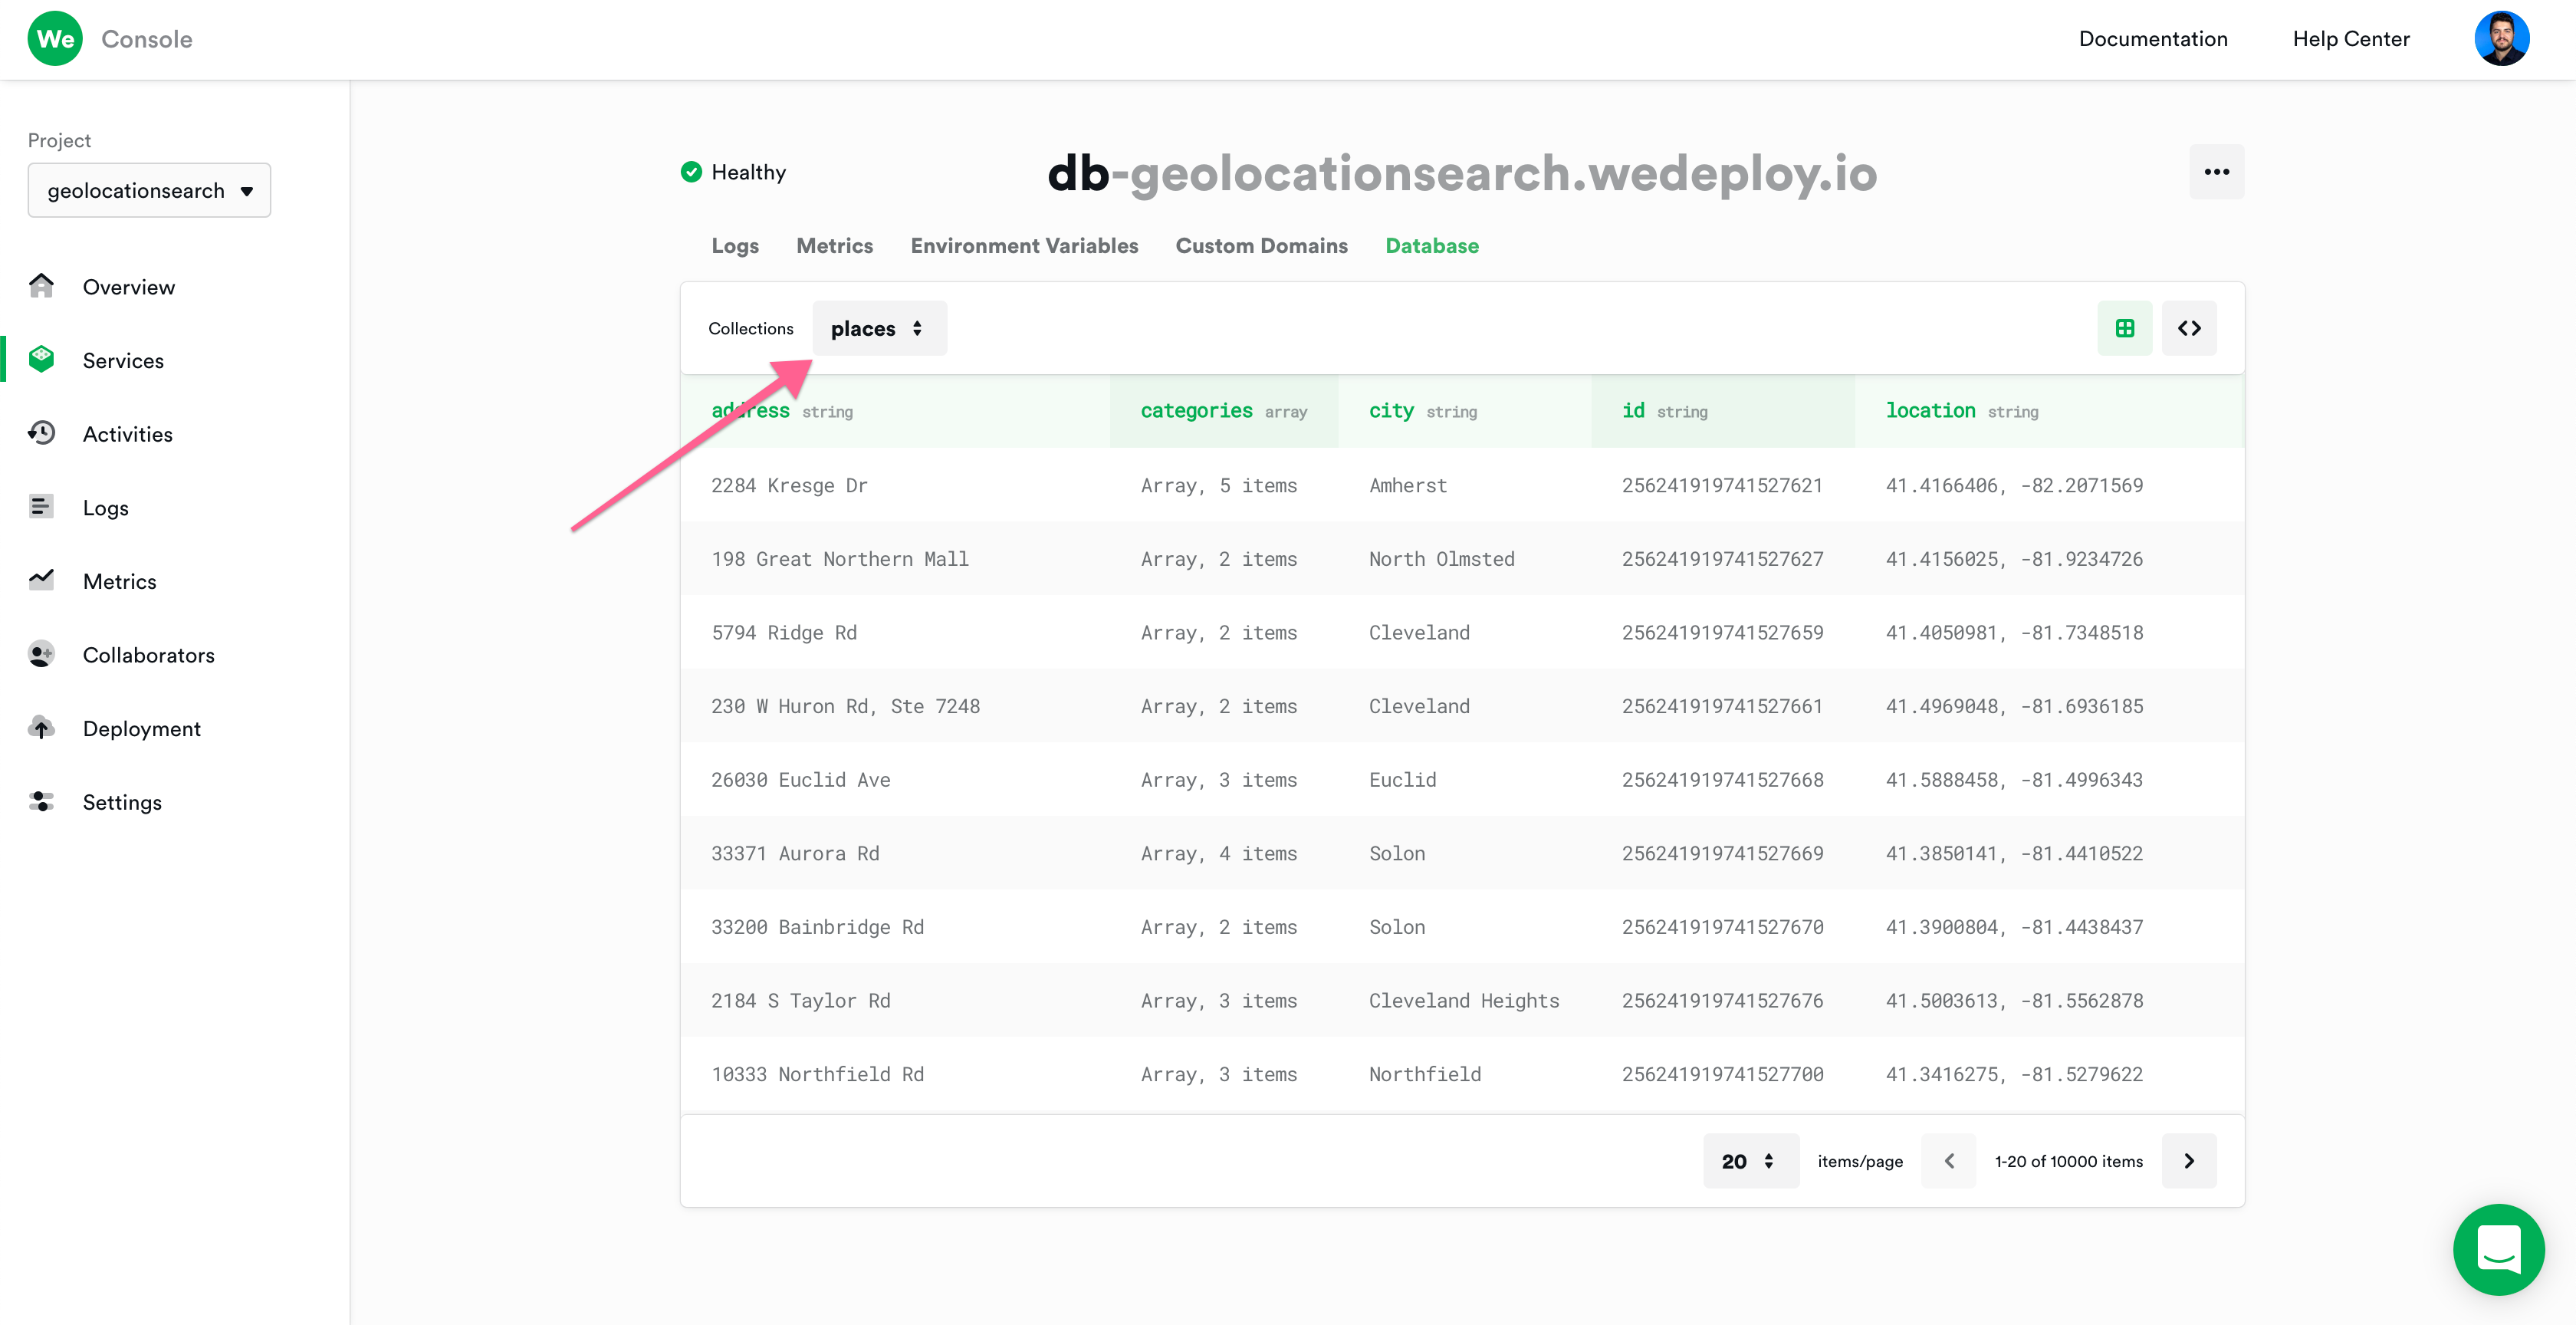 We Console Documentation Help Center
Project
geolocationsearch
Overview
Services
Activities
Logs
Metrics
Collaborators
Deployment
Settings
Healthy db-geolocationsearch.wedeploy.io
Logs Metrics Environment Variables Custom Domains Database
Collections places
address string categories array city string id string location string
2284 Kresge Dr Array, 5 items Amherst 256241919741527621 41.4166406, -82.2071569
198 Great Northern Mall Array, 2 items North Olmsted 256241919741527627 41.4156025, -81.9234726
5794 Ridge Rd Array, 2 items Cleveland 256241919741527659 41.4050981, -81.7348518
230 W Huron Rd, Ste 7248 Array, 2 items Cleveland 256241919741527661 41.4969048, -81.6936185
26030 Euclid Ave Array, 3 items Euclid 256241919741527668 41.5888458, -81.4996343
33371 Aurora Rd Array, 4 items Solon 256241919741527669 41.3850141, -81.4410522
33200 Bainbridge Rd Array, 2 items Solon 256241919741527670 41.3900804, -81.4438437
2184 S Taylor Rd Array, 3 items Cleveland Heights 256241919741527676 41.5003613, -81.5562878
10333 Northfield Rd Array, 3 items Northfield 256241919741527700 41.3416275, -81.5279622
20 items/page 1-20 of 10000 items